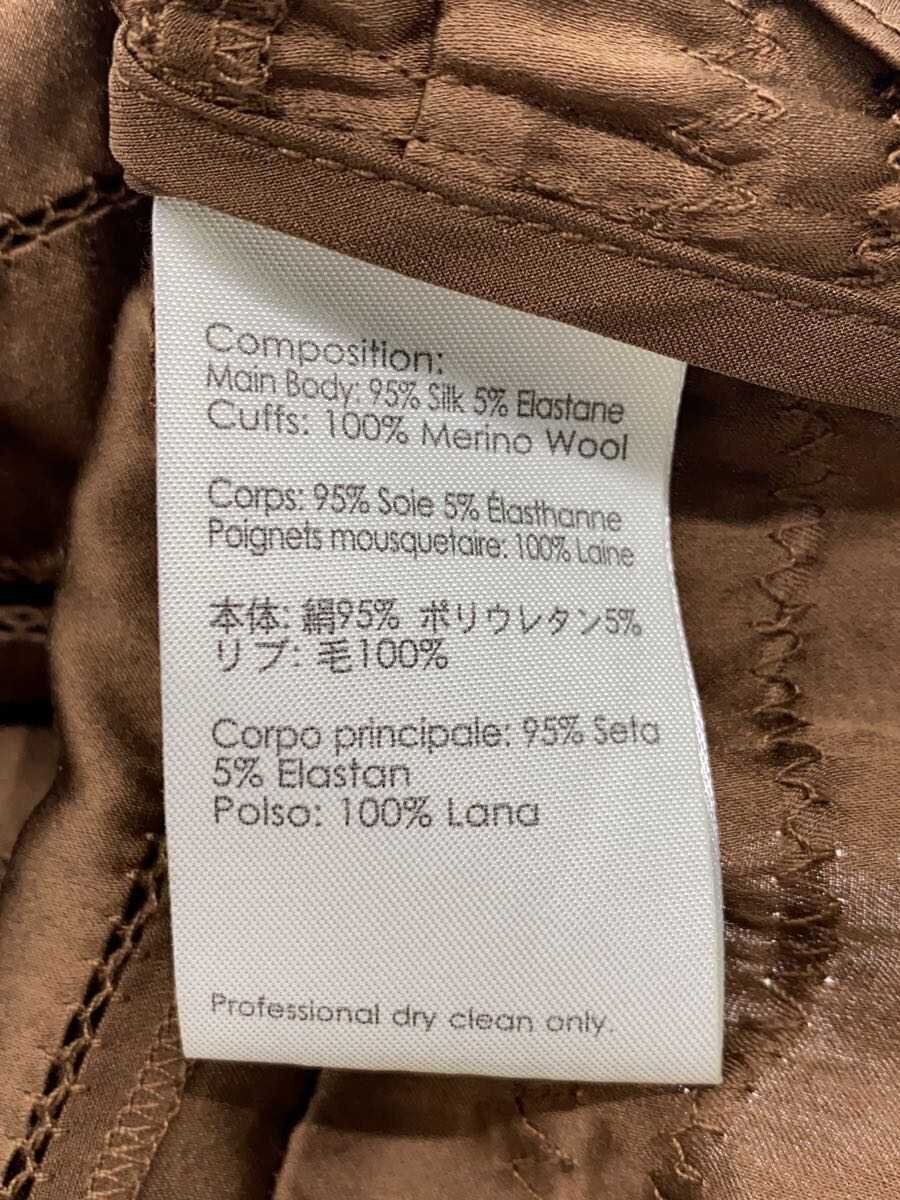 Composition:
Main Body: 95% Silk 5% Elastane
Cuffs: 100% Merino Wool
Corps: 95% Soie 5% Élasthanne
Poignets mousquetaire: 100% Laine
本体: 絹95% ポリウレタン5%
リブ: 毛100%
Corpo principale: 95% Seta
5% Elastan
Polso: 100% Lana
Professional dry clean only.